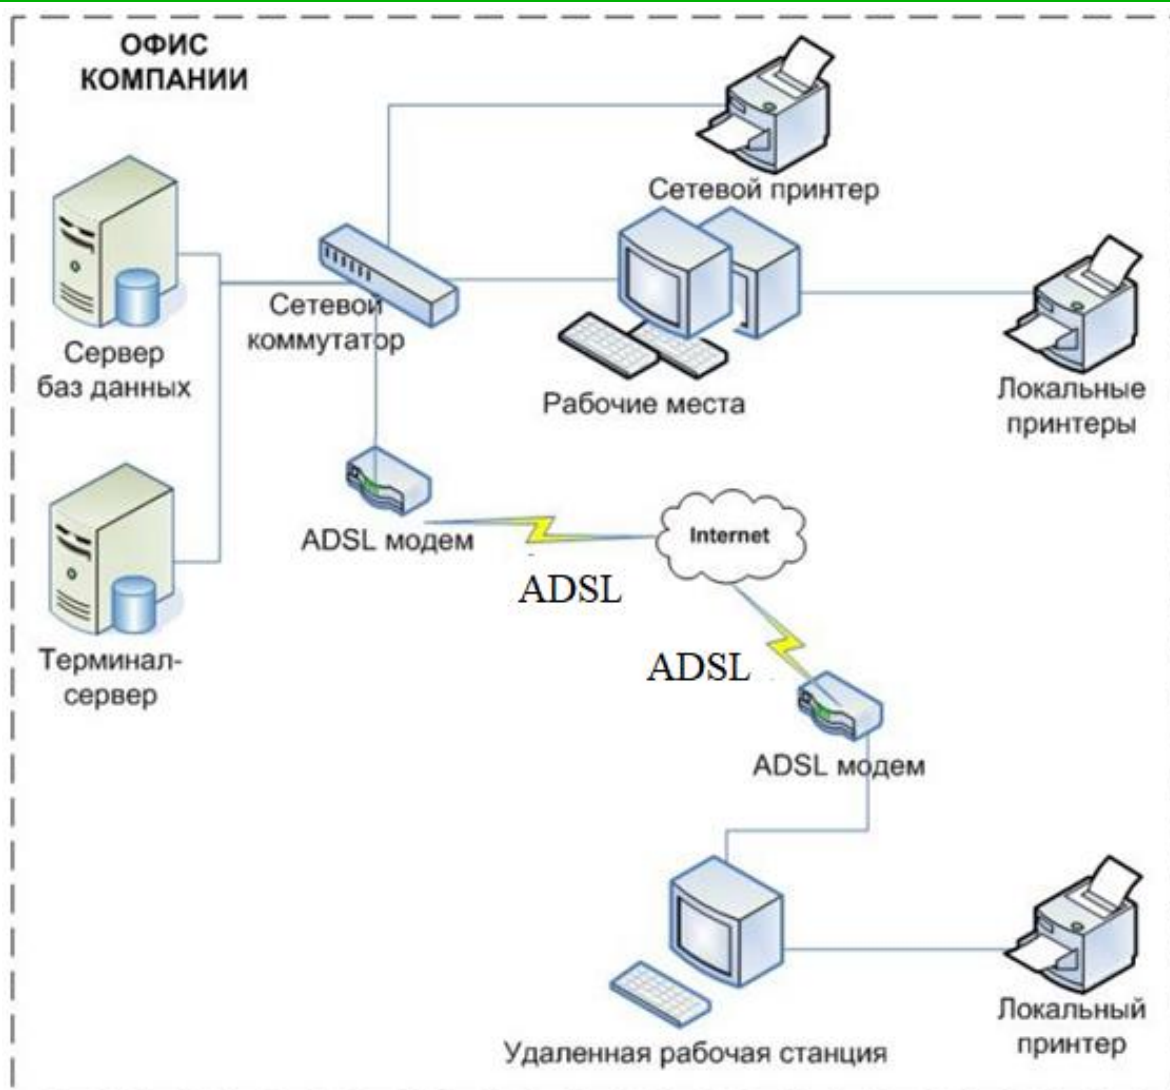 ОФИС
КОМПАНИИ
Сетевой принтер
Сетевой
коммутатор
Сервер
баз данных
Рабочие места
Локальные
принтеры
ADSL модем
Internet
ADSL
ADSL
Терминал-
сервер
ADSL модем
Удаленная рабочая станция
Локальный
принтер